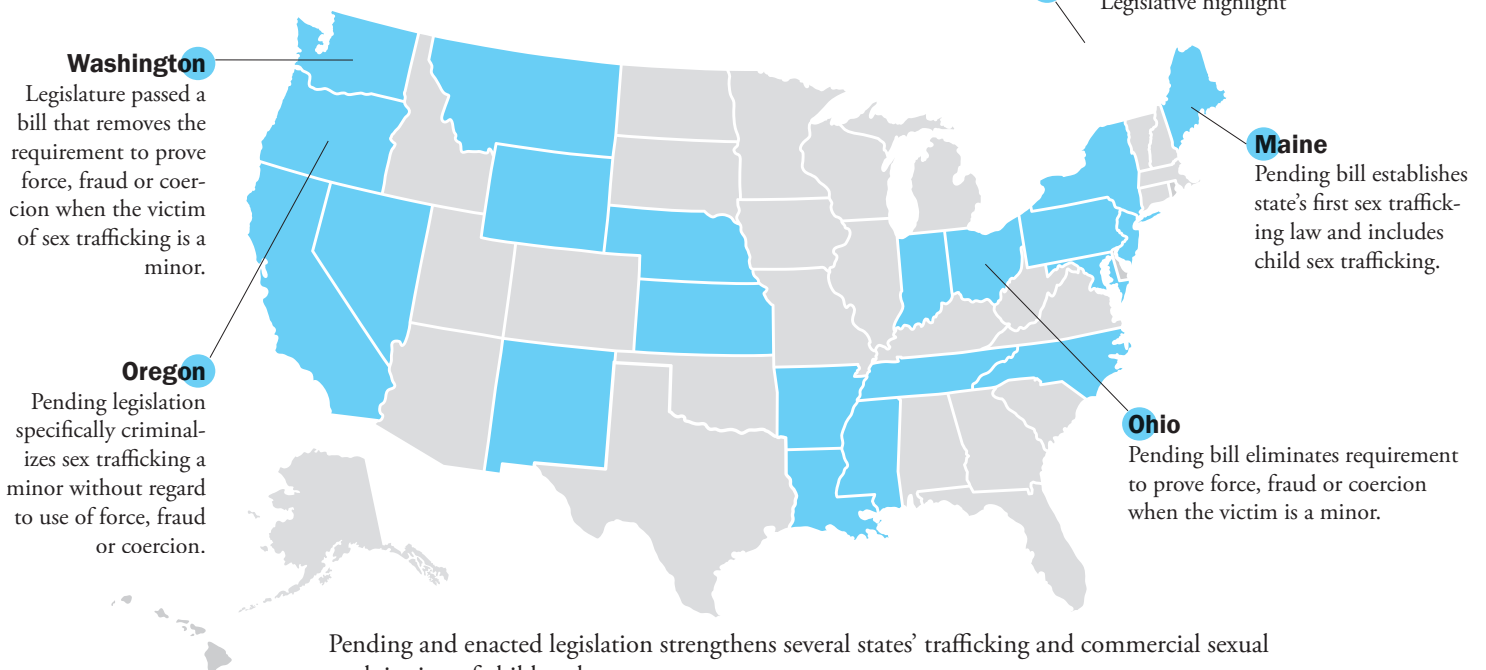 Legislative highlight
Washington
Legislature passed a
bill that removes the
requirement to prove
force, fraud or coer-
cion when the victim
of sex trafficking is a
minor.
Maine
Pending bill establishes
state’s first sex traffick-
ing law and includes
child sex trafficking.
Oregon
Pending legislation
specifically criminal-
izes sex trafficking a
minor without regard
to use of force, fraud
or coercion.
Ohio
Pending bill eliminates requirement
to prove force, fraud or coercion
when the victim is a minor.
Pending and enacted legislation strengthens several states’ trafficking and commercial sexual